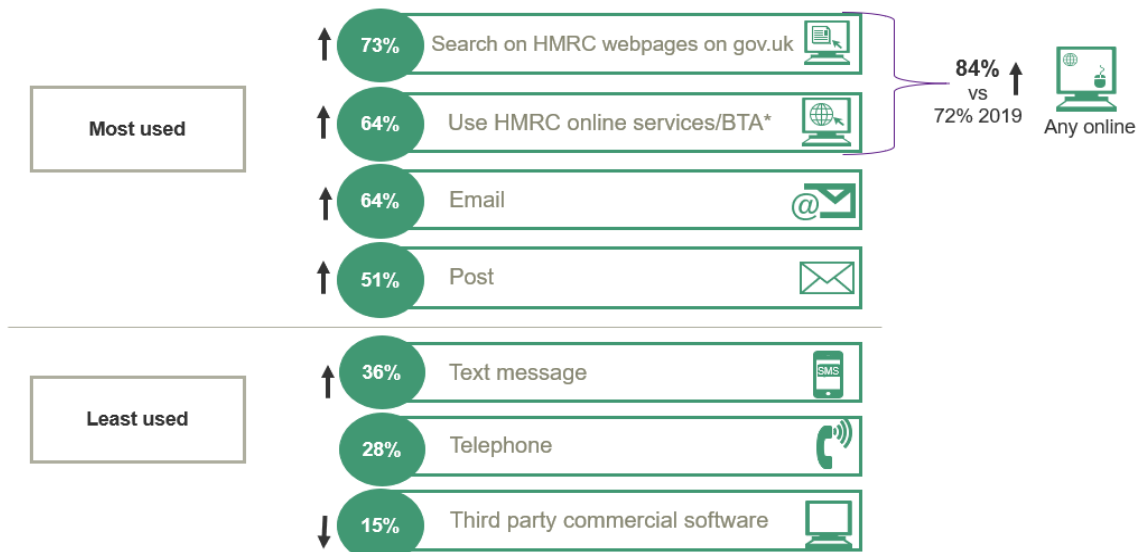 73% Search on HMRC webpages on gov.uk
84%
vs
72% 2019
Any online
Most used
64% Use HMRC online services/BTA*
64% Email
@
51% Post
36% Text message
SMS
Least used
28% Telephone
15% Third party commercial software